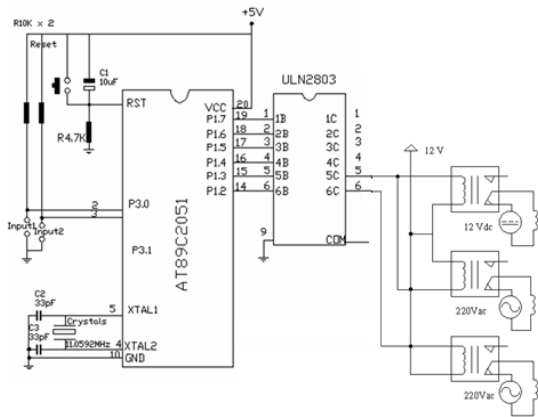 +5V
R10K × 2
Reset
C1
10uF
R4.7K
RST
VCC
20
P1.7
19
P1.6
18
P1.5
17
P1.4
16
P1.3
15
P1.2
14
AT89C2051
2
P3.0
3
P3.1
Input1
Input2
C2
33pF
C3
33pF
Crystals
11.0592MHz
5
XTAL1
4
XTAL2
10
GND
ULN2803
1
1B
1C
1
2
2B
2C
2
3
3B
3C
3
4
4B
4C
4
5
5B
5C
5
6
6B
6C
6
9
COM
12 V
12 Vdc
220Vac
220Vac